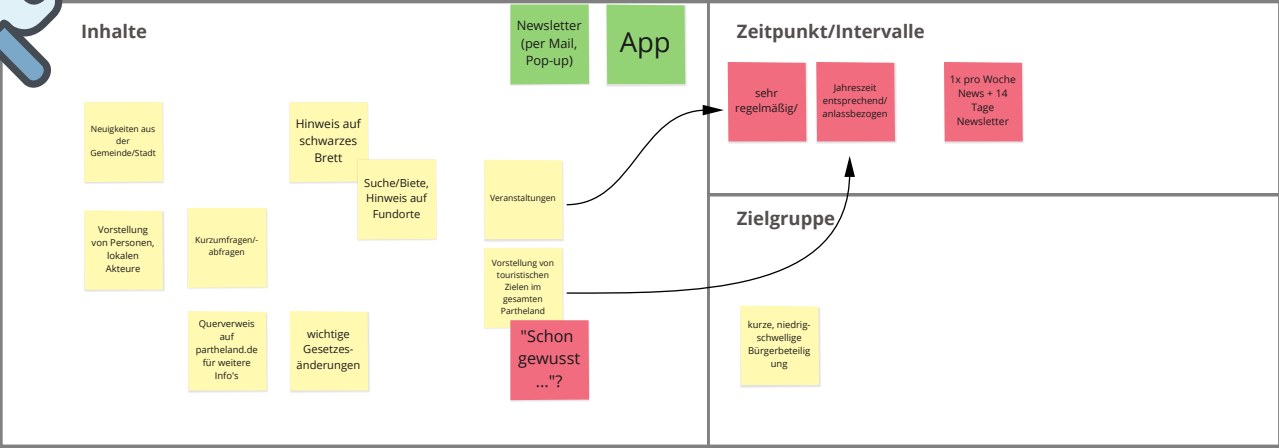 Inhalte
Newsletter
(per Mail,
Pop-up)
App
Neuigkeiten aus
der
Gemeinde/Stadt
Hinweis auf
schwarzes
Brett
Suche/Biete,
Hinweis auf
Fundorte
Veranstaltungen
Vorstellung
von Personen,
lokalen
Akteure
Kurzumfragen/-
abfragen
Vorstellung von
touristischen
Zielen im
gesamten
Partheland
Querverweis
auf
partheland.de
für weitere
Info's
wichtige
Gesetzes-
änderungen
"Schon
gewusst
..."?
Zeitpunkt/Intervalle
sehr
regelmäßig/
Jahreszeit
entsprechend/
anlassbezogen
1x pro Woche
News + 14
Tage
Newsletter
Zielgruppe
kurze, niedrig-
schwellige
Bürgerbeteilig
ung